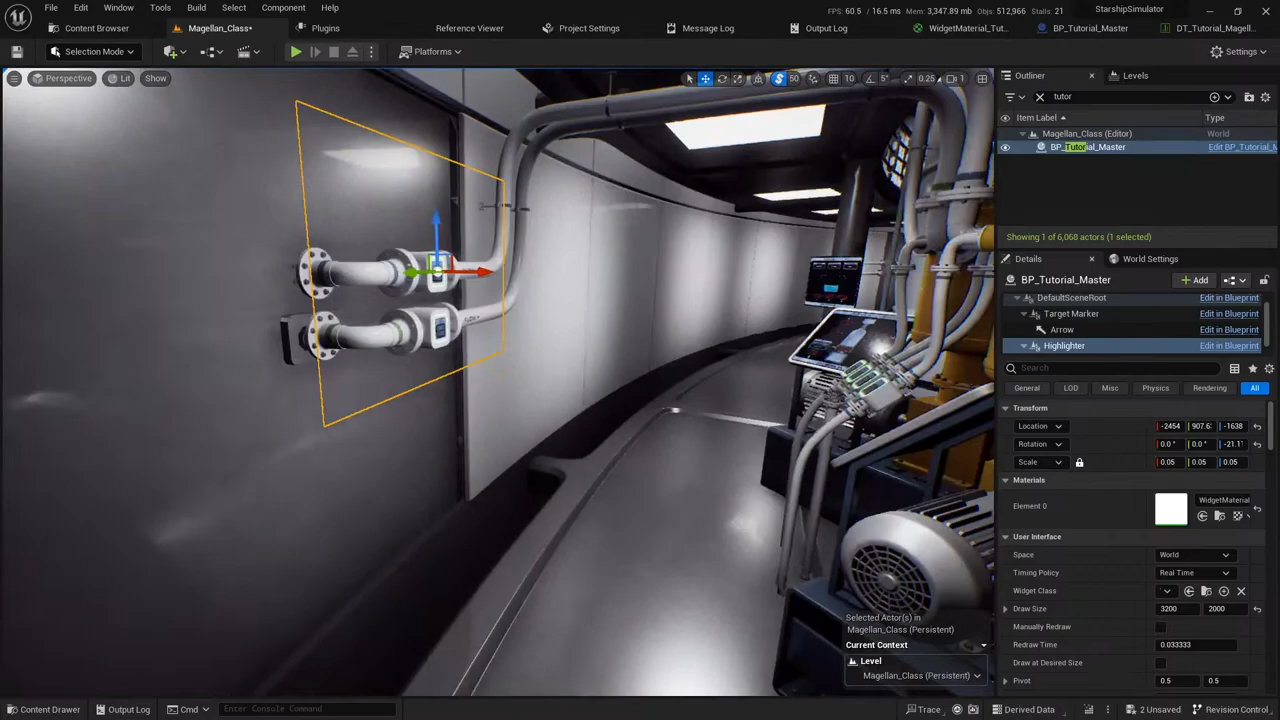 File Edit Window Tools Build Select Component Help
FPS: 60.5 / 16.5 ms Mem: 3,347.89 mb Objs: 512,966 Stalls: 21
StarshipSimulator
Content Browser
Magellan_Class*
Plugins
Reference Viewer
Project Settings
Message Log
Output Log
WidgetMaterial_Tut...
BP_Tutorial_Master
DT_Tutorial_Magell...
Selection Mode
Platforms
Settings
Perspective Lit Show
50 10 5° 0.25 1
Outliner
Levels
tutor
Item Label
Type
Magellan_Class (Editor) World
BP_Tutorial_Master Edit BP_Tutorial_M
Showing 1 of 6,068 actors (1 selected)
Details
World Settings
BP_Tutorial_Master
Add
DefaultSceneRoot Edit in Blueprint
Target Marker Edit in Blueprint
Arrow Edit in Blueprint
Highlighter Edit in Blueprint
Search
General LOD Misc Physics Rendering All
Transform
Location -2454 907.6 -1638
Rotation 0.0 ° 0.0 ° -21.1
Scale 0.05 0.05 0.05
Materials
Element 0
WidgetMaterial
User Interface
Space World
Timing Policy Real Time
Widget Class
Draw Size 3200 2000
Manually Redraw
Redraw Time 0.033333
Draw at Desired Size
Pivot 0.5 0.5
Selected Actor(s) in
Magellan_Class (Persistent)
Current Context
Level
Magellan_Class (Persistent)
Content Drawer
Output Log
Cmd
Enter Console Command
Trace
Derived Data
2 Unsaved
Revision Control